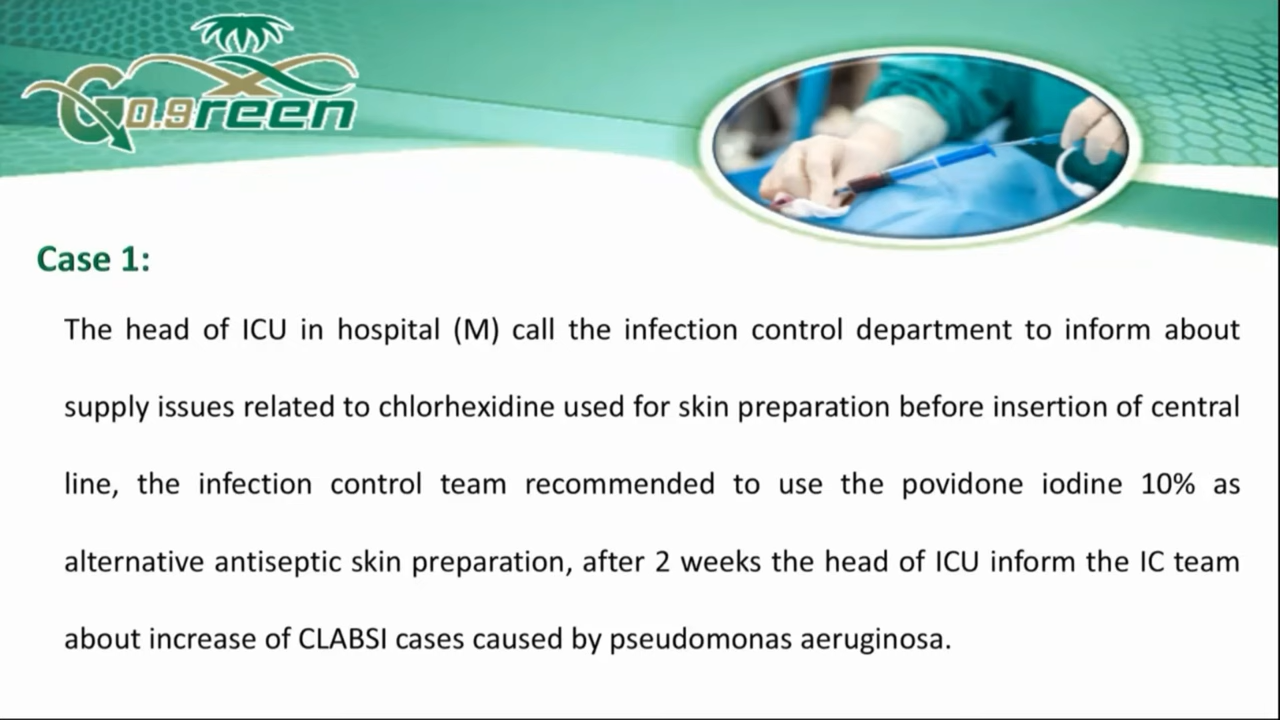 Go.green
Case 1:
The head of ICU in hospital (M) call the infection control department to inform about
supply issues related to chlorhexidine used for skin preparation before insertion of central
line, the infection control team recommended to use the povidone iodine 10% as
alternative antiseptic skin preparation, after 2 weeks the head of ICU inform the IC team
about increase of CLABSI cases caused by pseudomonas aeruginosa.